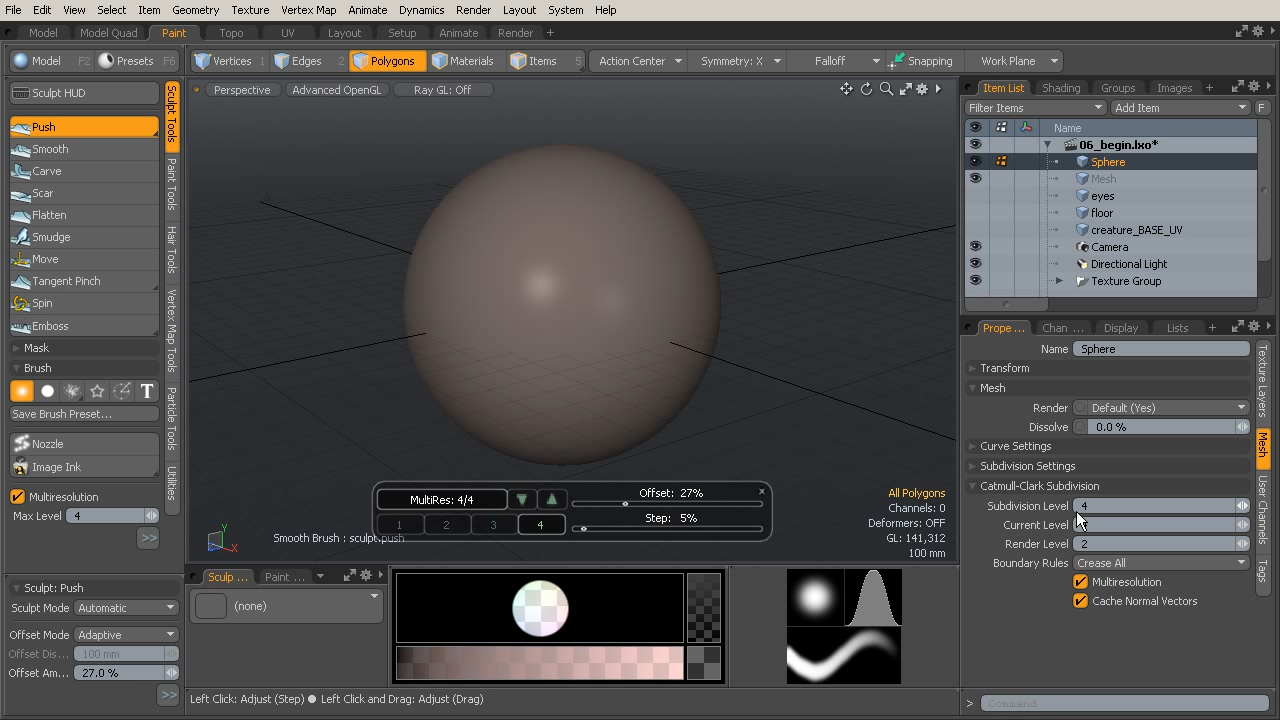 File Edit View Select Item Geometry Texture Vertex Map Animate Dynamics Render Layout System Help
Model Model Quad Paint Topo UV Layout Setup Animate Render +
Model F2 Presets F6 Vertices 1 Edges 2 Polygons Materials Items 5 Action Center Symmetry: X Falloff Snapping Work Plane
Sculpt HUD
Push
Smooth
Carve
Scar
Flatten
Smudge
Move
Tangent Pinch
Spin
Emboss
Mask
Brush
T
Save Brush Preset...
Nozzle
Image Ink
Multiresolution
Max Level 4
>>
Sculpt: Push
Sculpt Mode Automatic
Offset Mode Adaptive
Offset Dis... 100 mm
Offset Am... 27.0 %
>>
Sculpt Tools
Paint Tools
Hair Tools
Vertex Map Tools
Particle Tools
Utilities
Perspective Advanced OpenGL Ray GL: Off
MultiRes: 4/4 Offset: 27% x
1 2 3 4 Step: 5%
Smooth Brush : sculpt.push
Y
X
All Polygons
Channels: 0
Deformers: OFF
GL: 141,312
100 mm
Sculp ... Paint ...
(none)
Left Click: Adjust (Step) ● Left Click and Drag: Adjust (Drag)
Item List Shading Groups Images +
Filter Items Add Item F
Name
06_begin.lxo*
Sphere
Mesh
eyes
floor
creature_BASE_UV
Camera
Directional Light
Texture Group
Prope ... Chan ... Display Lists +
Name Sphere
Transform
Mesh
Render Default (Yes)
Dissolve 0.0 %
Curve Settings
Subdivision Settings
Catmull-Clark Subdivision
Subdivision Level 4
Current Level
Render Level 2
Boundary Rules Crease All
Multiresolution
Cache Normal Vectors
Texture Layers
Mesh
User Channels
Tags
> Command